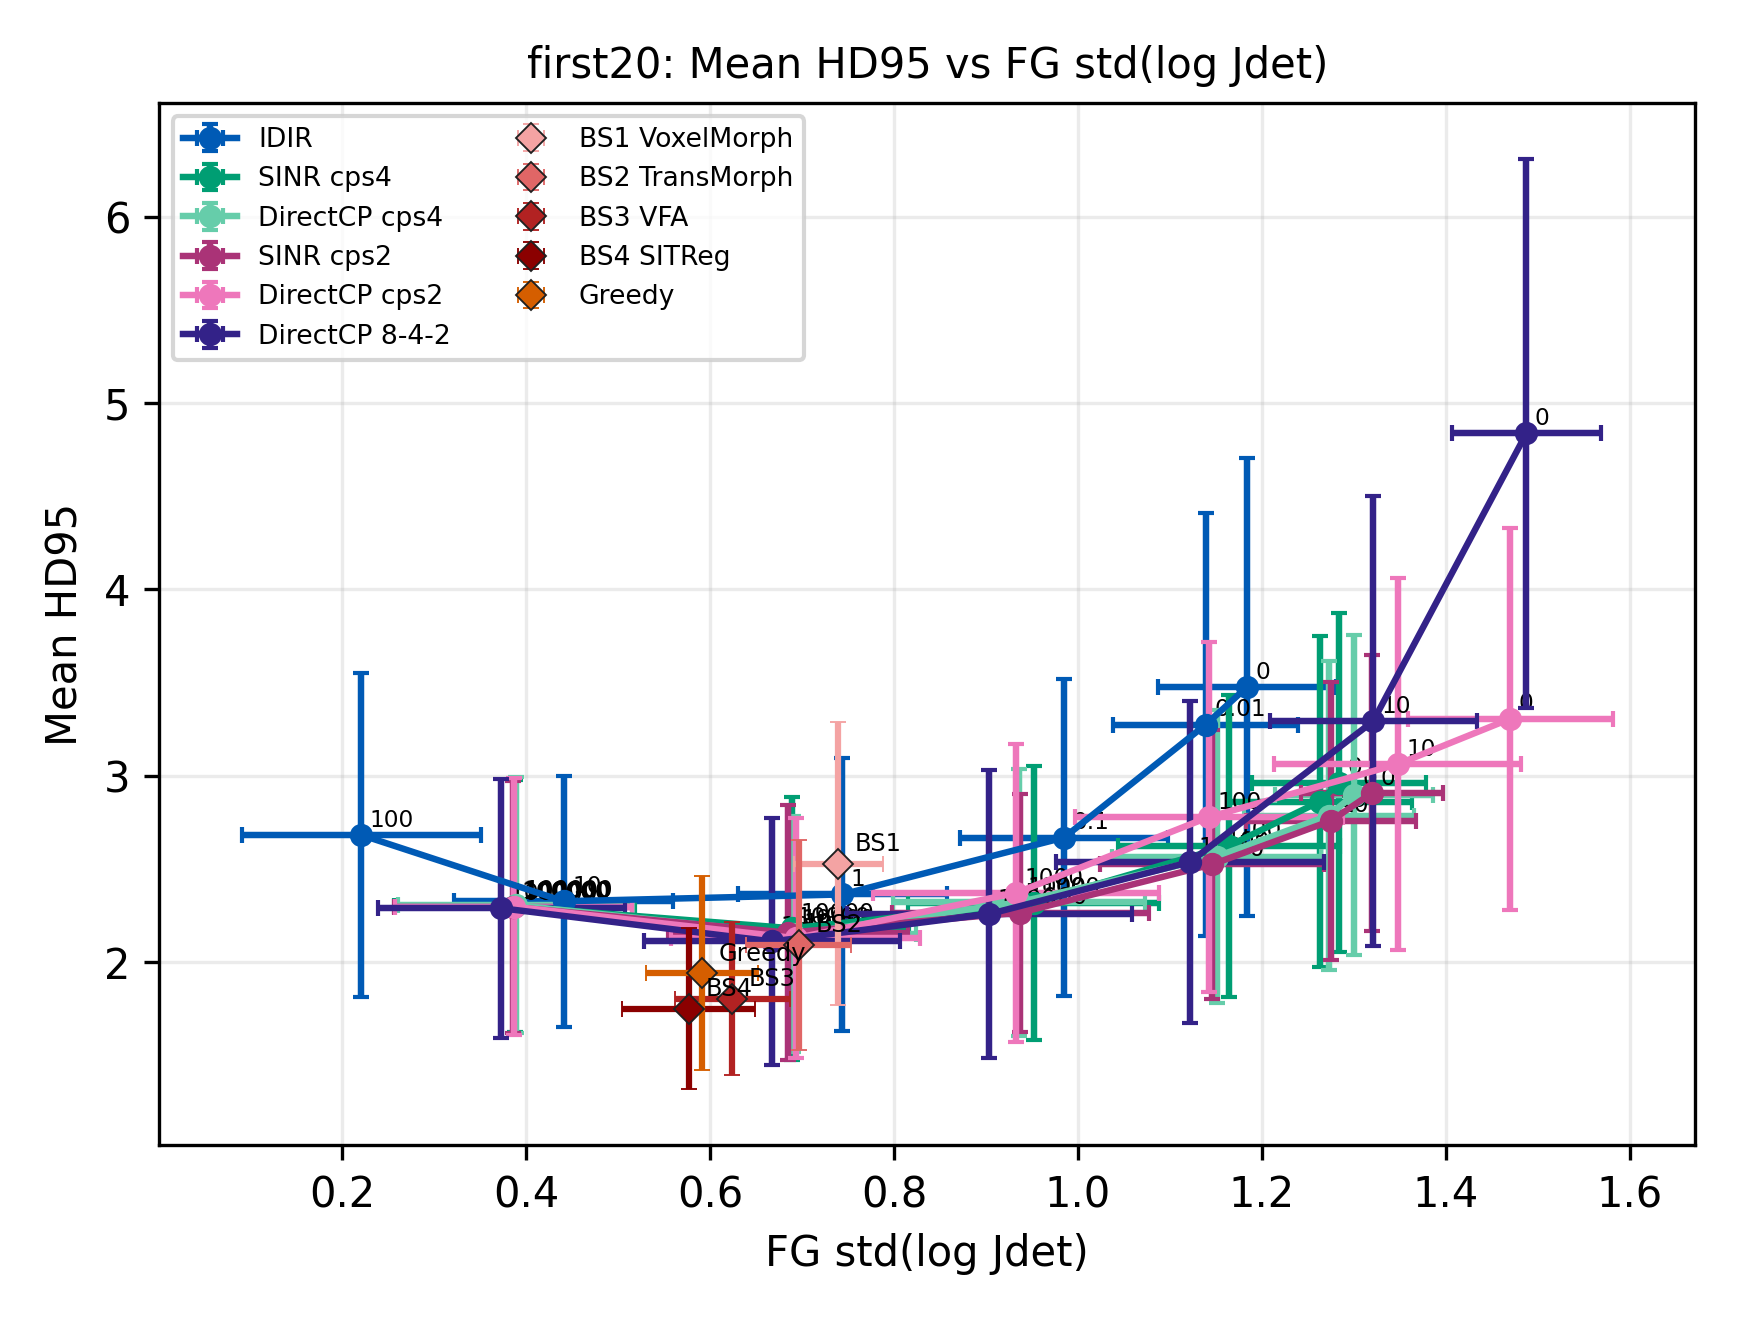 first20: Mean HD95 vs FG std(log Jdet)
IDIR
SINR cps4
DirectCP cps4
SINR cps2
DirectCP cps2
DirectCP 8-4-2
BS1 VoxelMorph
BS2 TransMorph
BS3 VFA
BS4 SITReg
Greedy
Mean HD95
6
5
4
3
2
0
0
0.01
10
0
10
100
100
0.1
BS1
1
10
BS2
Greedy
BS3
BS4
0.2
0.4
0.6
0.8
1.0
1.2
1.4
1.6
FG std(log Jdet)